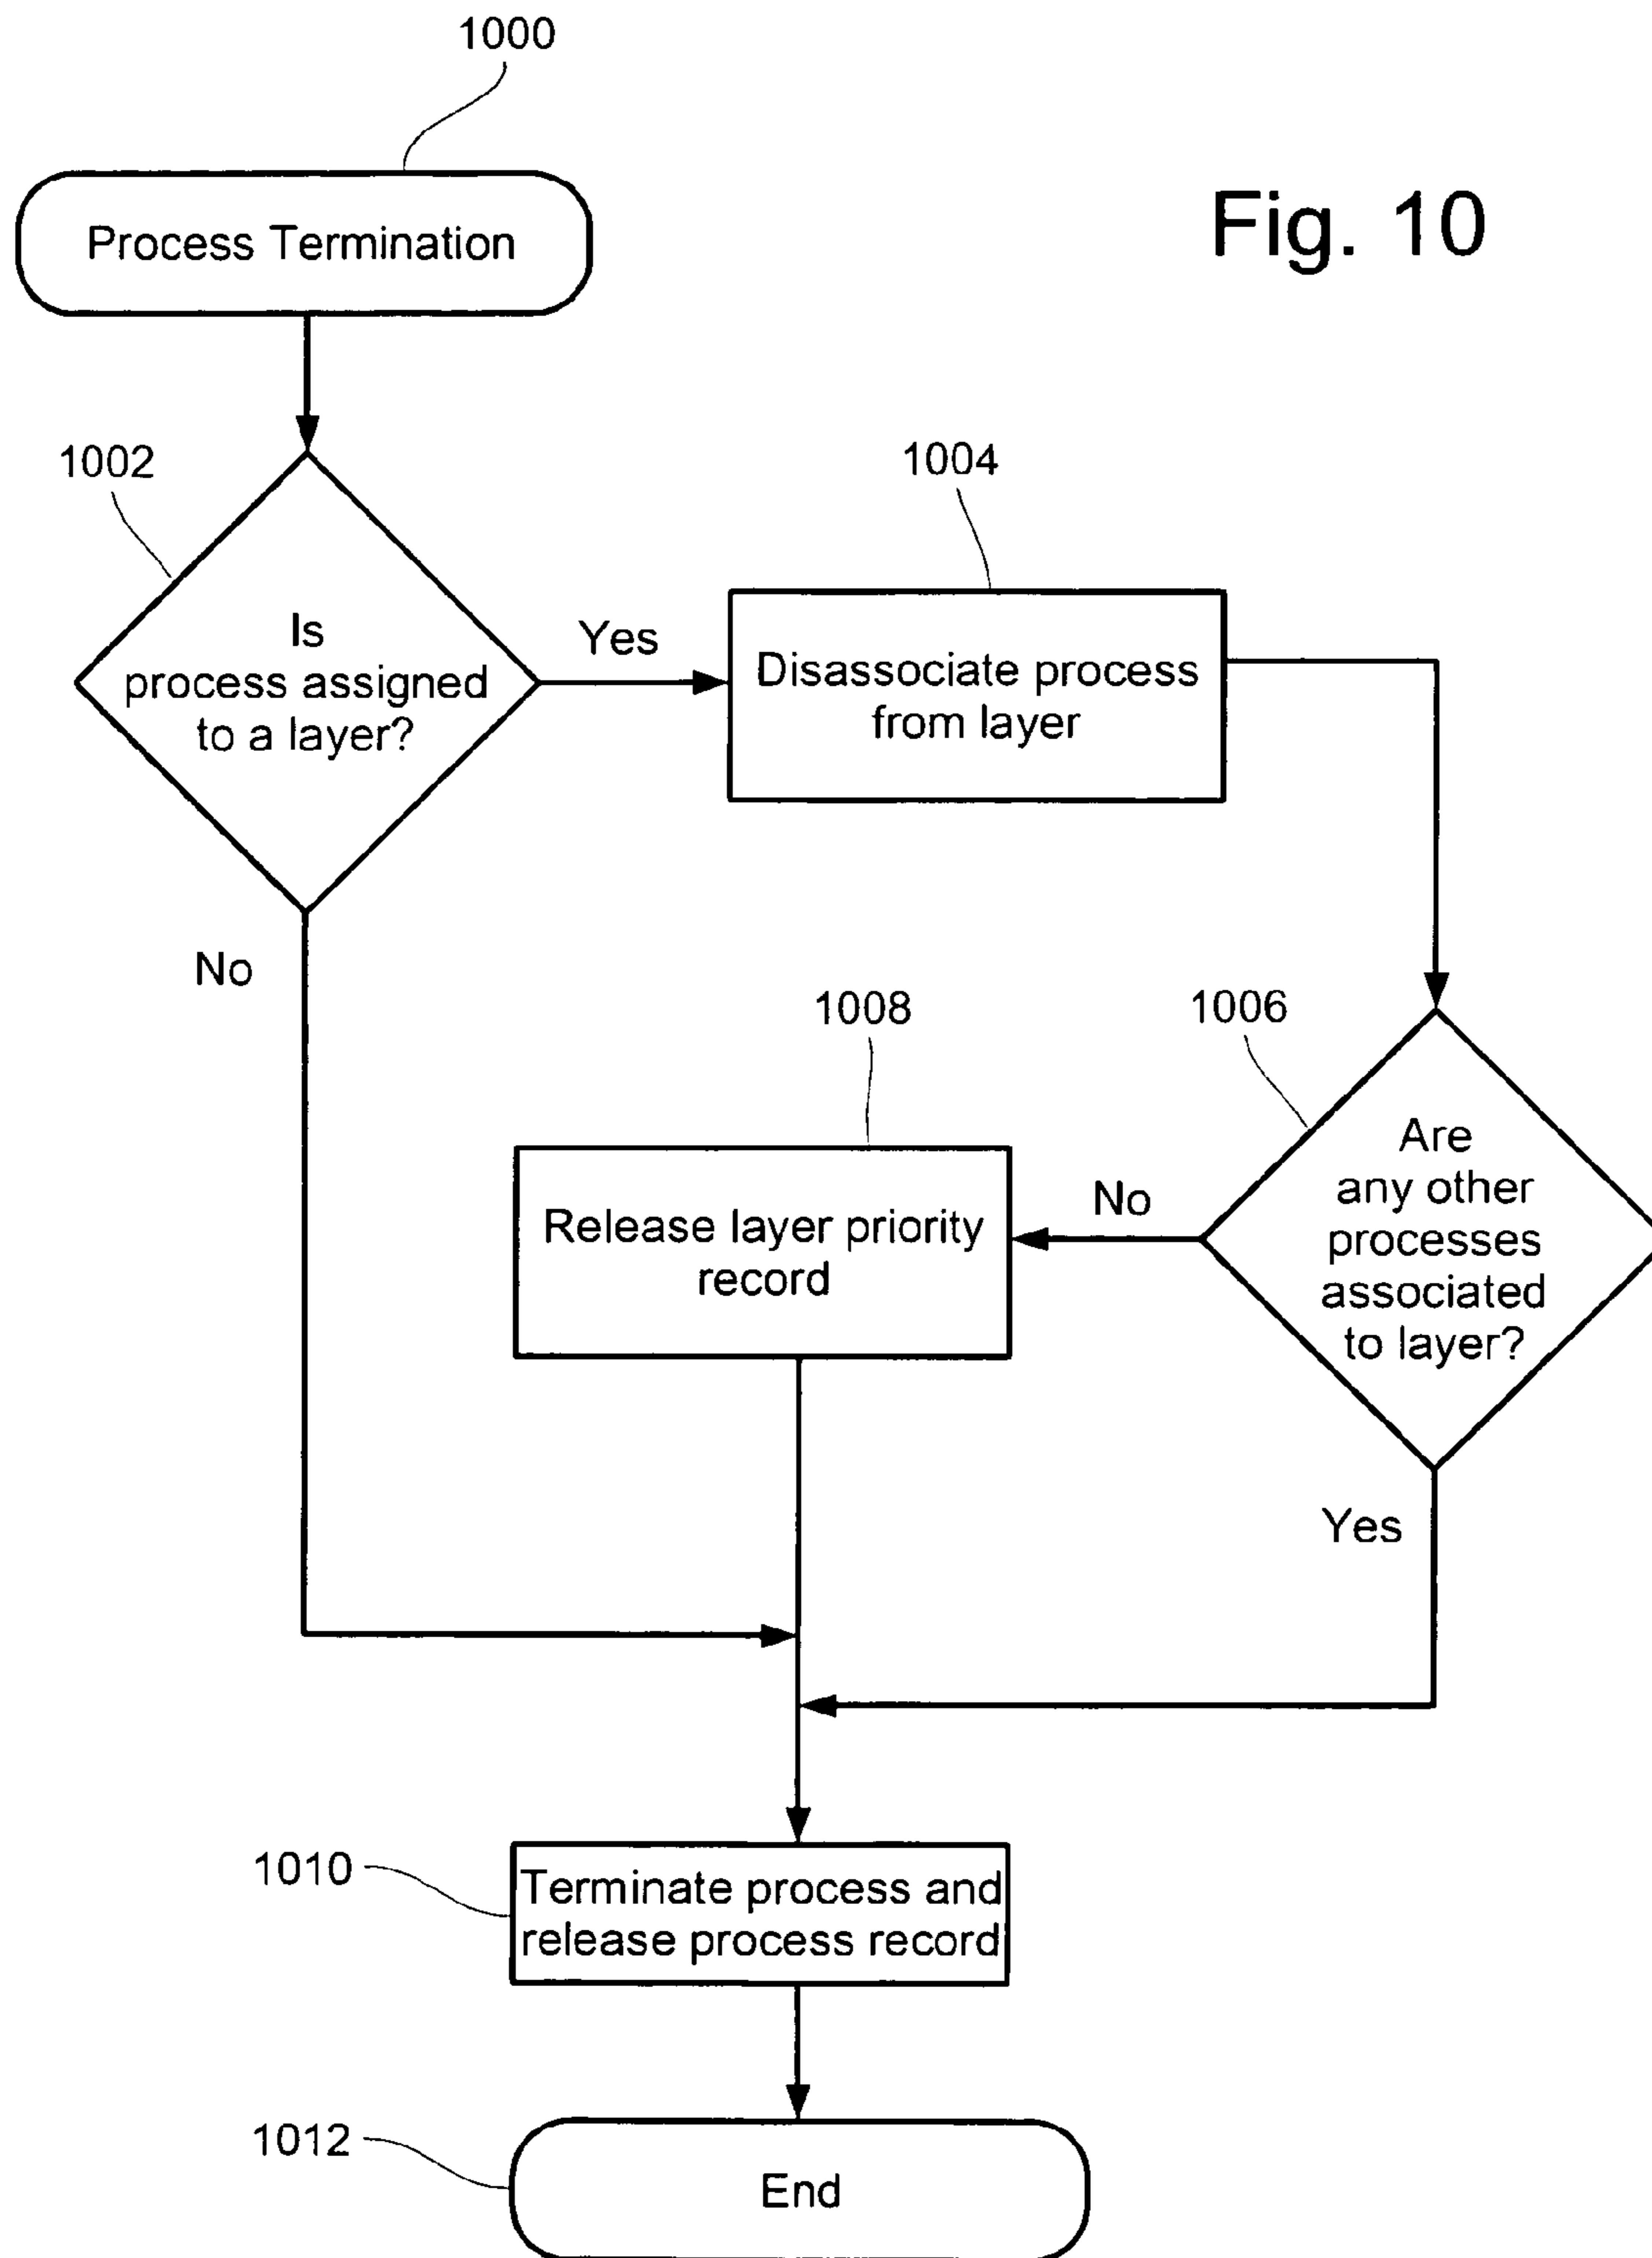 1000
Fig. 10
Process Termination
1002
1004
Is
process assigned
to a layer?
Yes
Disassociate process
from layer
No
1008
1006
Are
any other
processes
associated
to layer?
No
Release layer priority
record
Yes
1010
Terminate process and
release process record
1012
End